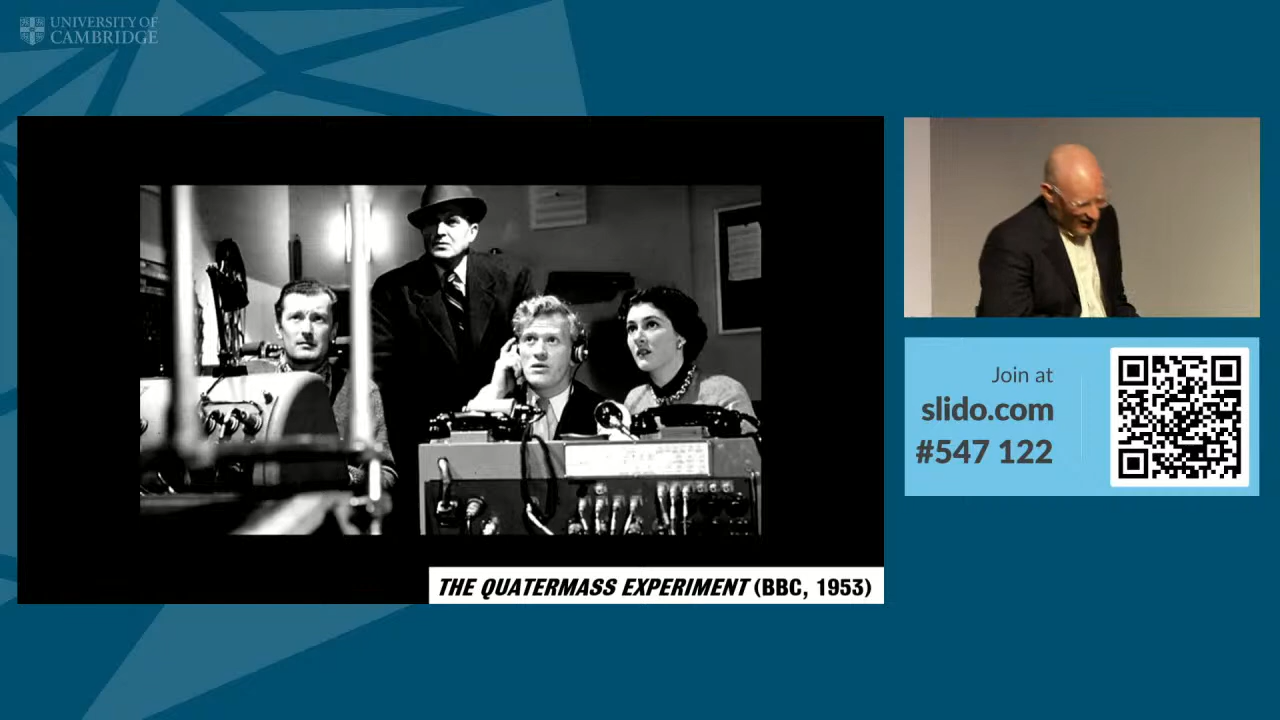 UNIVERSITY OF
CAMBRIDGE
THE QUATERMASS EXPERIMENT (BBC, 1953)
Join at
slido.com
#547 122